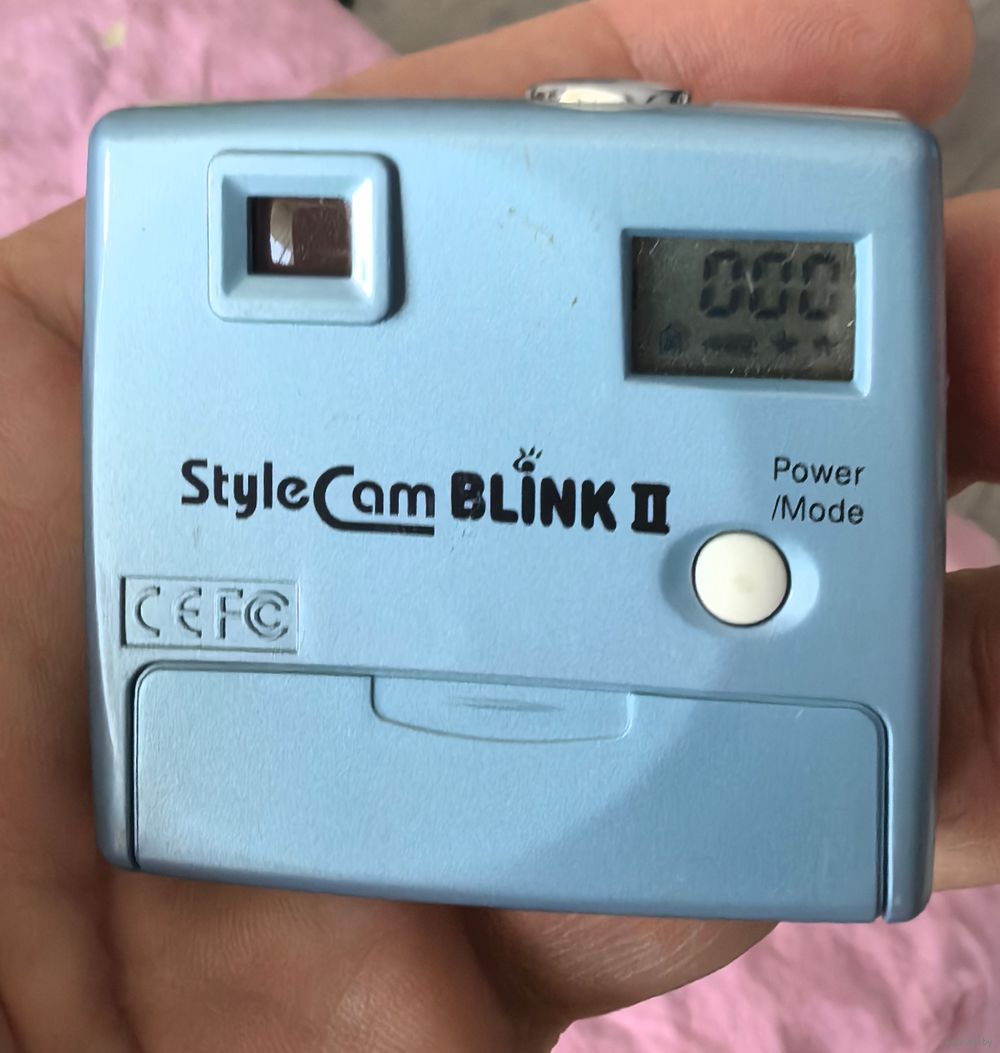 000
StyleCam BLINK II
Power
/Mode
CE FC